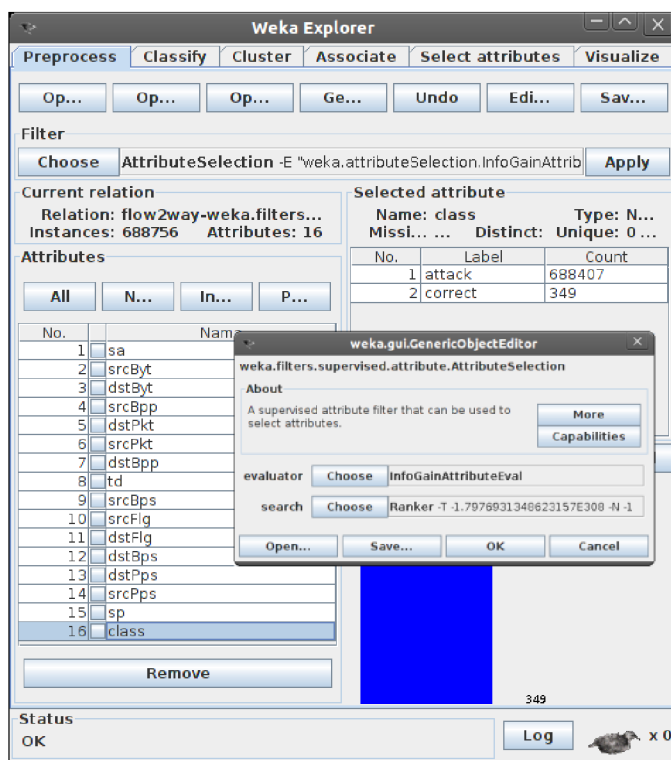 Weka Explorer
Preprocess Classify Cluster Associate Select attributes Visualize
Op... Op... Op... Ge... Undo Edi... Sav...
Filter
Choose AttributeSelection -E "weka.attributeSelection.InfoGainAttrib Apply
Current relation
Relation: flow2way-weka.filters...
Instances: 688756 Attributes: 16
Selected attribute
Name: class Type: N...
Missi... ... Distinct: Unique: 0 ...
No. Label Count
1 attack 688407
2 correct 349
Attributes
All N... In... P...
No. Name
1 sa
2 srcByt
3 dstByt
4 srcBpp
5 dstPkt
6 srcPkt
7 dstBpp
8 td
9 srcBps
10 srcFlg
11 dstFlg
12 dstBps
13 dstPps
14 srcPps
15 sp
16 class
Remove
weka.gui.GenericObjectEditor
weka.filters.supervised.attribute.AttributeSelection
About
A supervised attribute filter that can be used to
select attributes.
More
Capabilities
evaluator Choose InfoGainAttributeEval
search Choose Ranker -T -1.7976931348623157E308 -N -1
Open... Save... OK Cancel
349
Status
OK
Log x 0